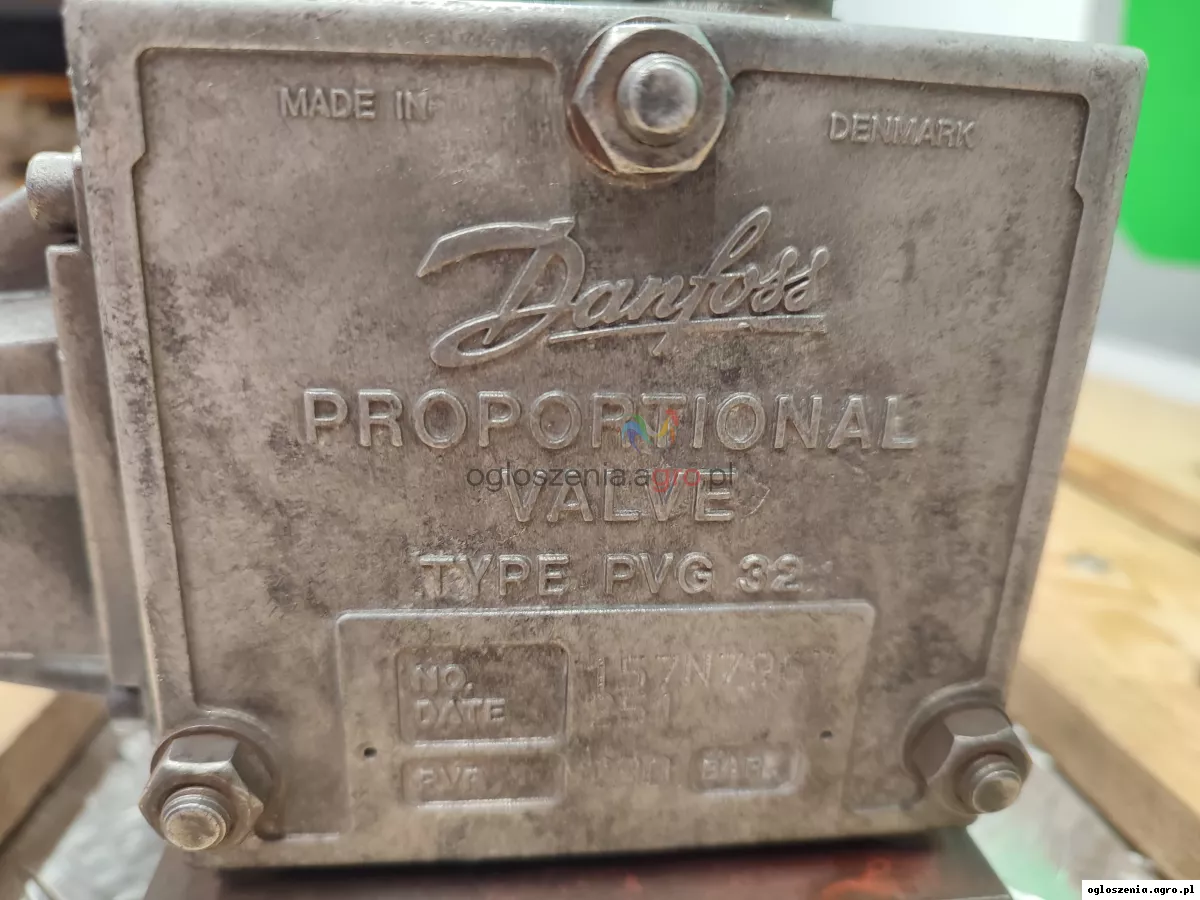 MADE IN DENMARK
Danfoss
PROPORTIONAL
ogloszenia.agro.pl
VALVE
TYPE PVG 32
NO.
DATE
BAR
ogloszenia.agro.pl